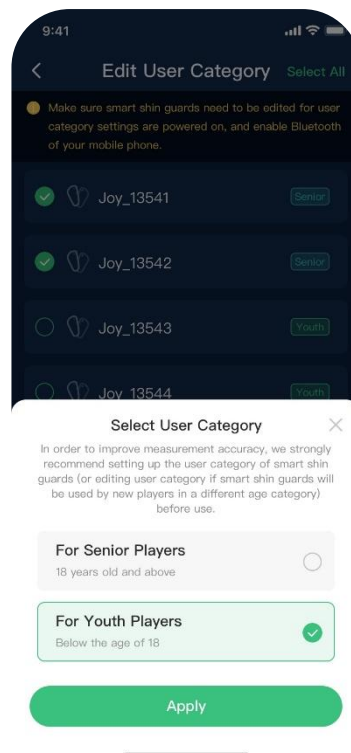 9:41
Edit User Category Select All
Make sure smart shin guards need to be edited for user
category settings are powered on, and enable Bluetooth
of your mobile phone.
Joy_13541 Senior
Joy_13542 Senior
Joy_13543 Youth
Joy_13544 Youth
Select User Category
In order to improve measurement accuracy, we strongly
recommend setting up the user category of smart shin
guards (or editing user category if smart shin guards will
be used by new players in a different age category)
before use.
For Senior Players
18 years old and above
For Youth Players
Below the age of 18
Apply